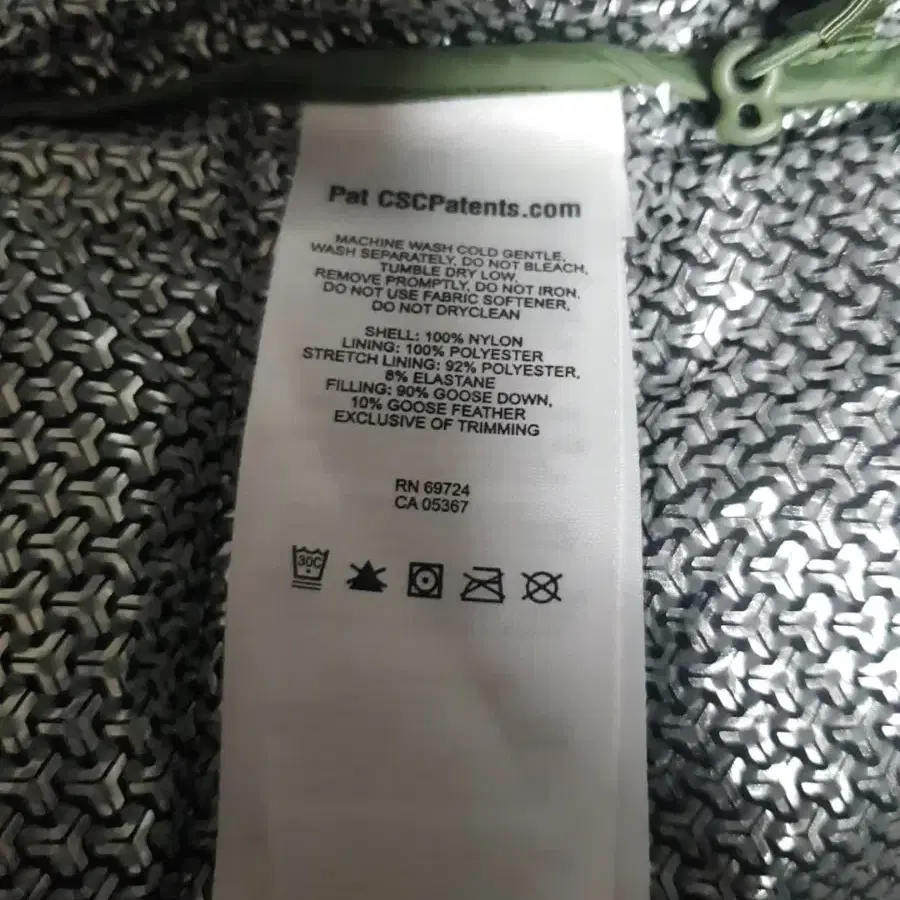 Pat CSCPatents.com
MACHINE WASH COLD GENTLE,
WASH SEPARATELY, DO NOT BLEACH,
TUMBLE DRY LOW,
REMOVE PROMPTLY, DO NOT IRON,
DO NOT USE FABRIC SOFTENER,
DO NOT DRYCLEAN
SHELL: 100% NYLON
LINING: 100% POLYESTER
STRETCH LINING: 92% POLYESTER,
8% ELASTANE
FILLING: 90% GOOSE DOWN,
10% GOOSE FEATHER
EXCLUSIVE OF TRIMMING
RN 69724
CA 05367
30C